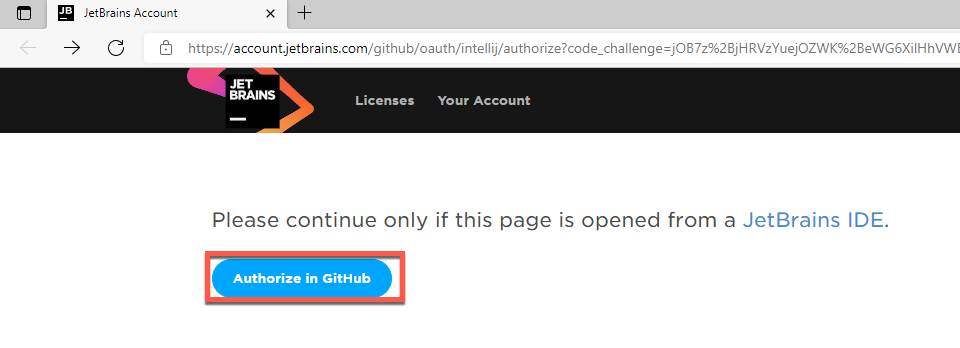 JB JetBrains Account
https://account.jetbrains.com/github/oauth/intellij/authorize?code_challenge=jOB7z%2BjHRVzYuejOZWK%2BeWG6XilHhVWE
JET
BRAINS
Licenses Your Account
Please continue only if this page is opened from a JetBrains IDE.
Authorize in GitHub